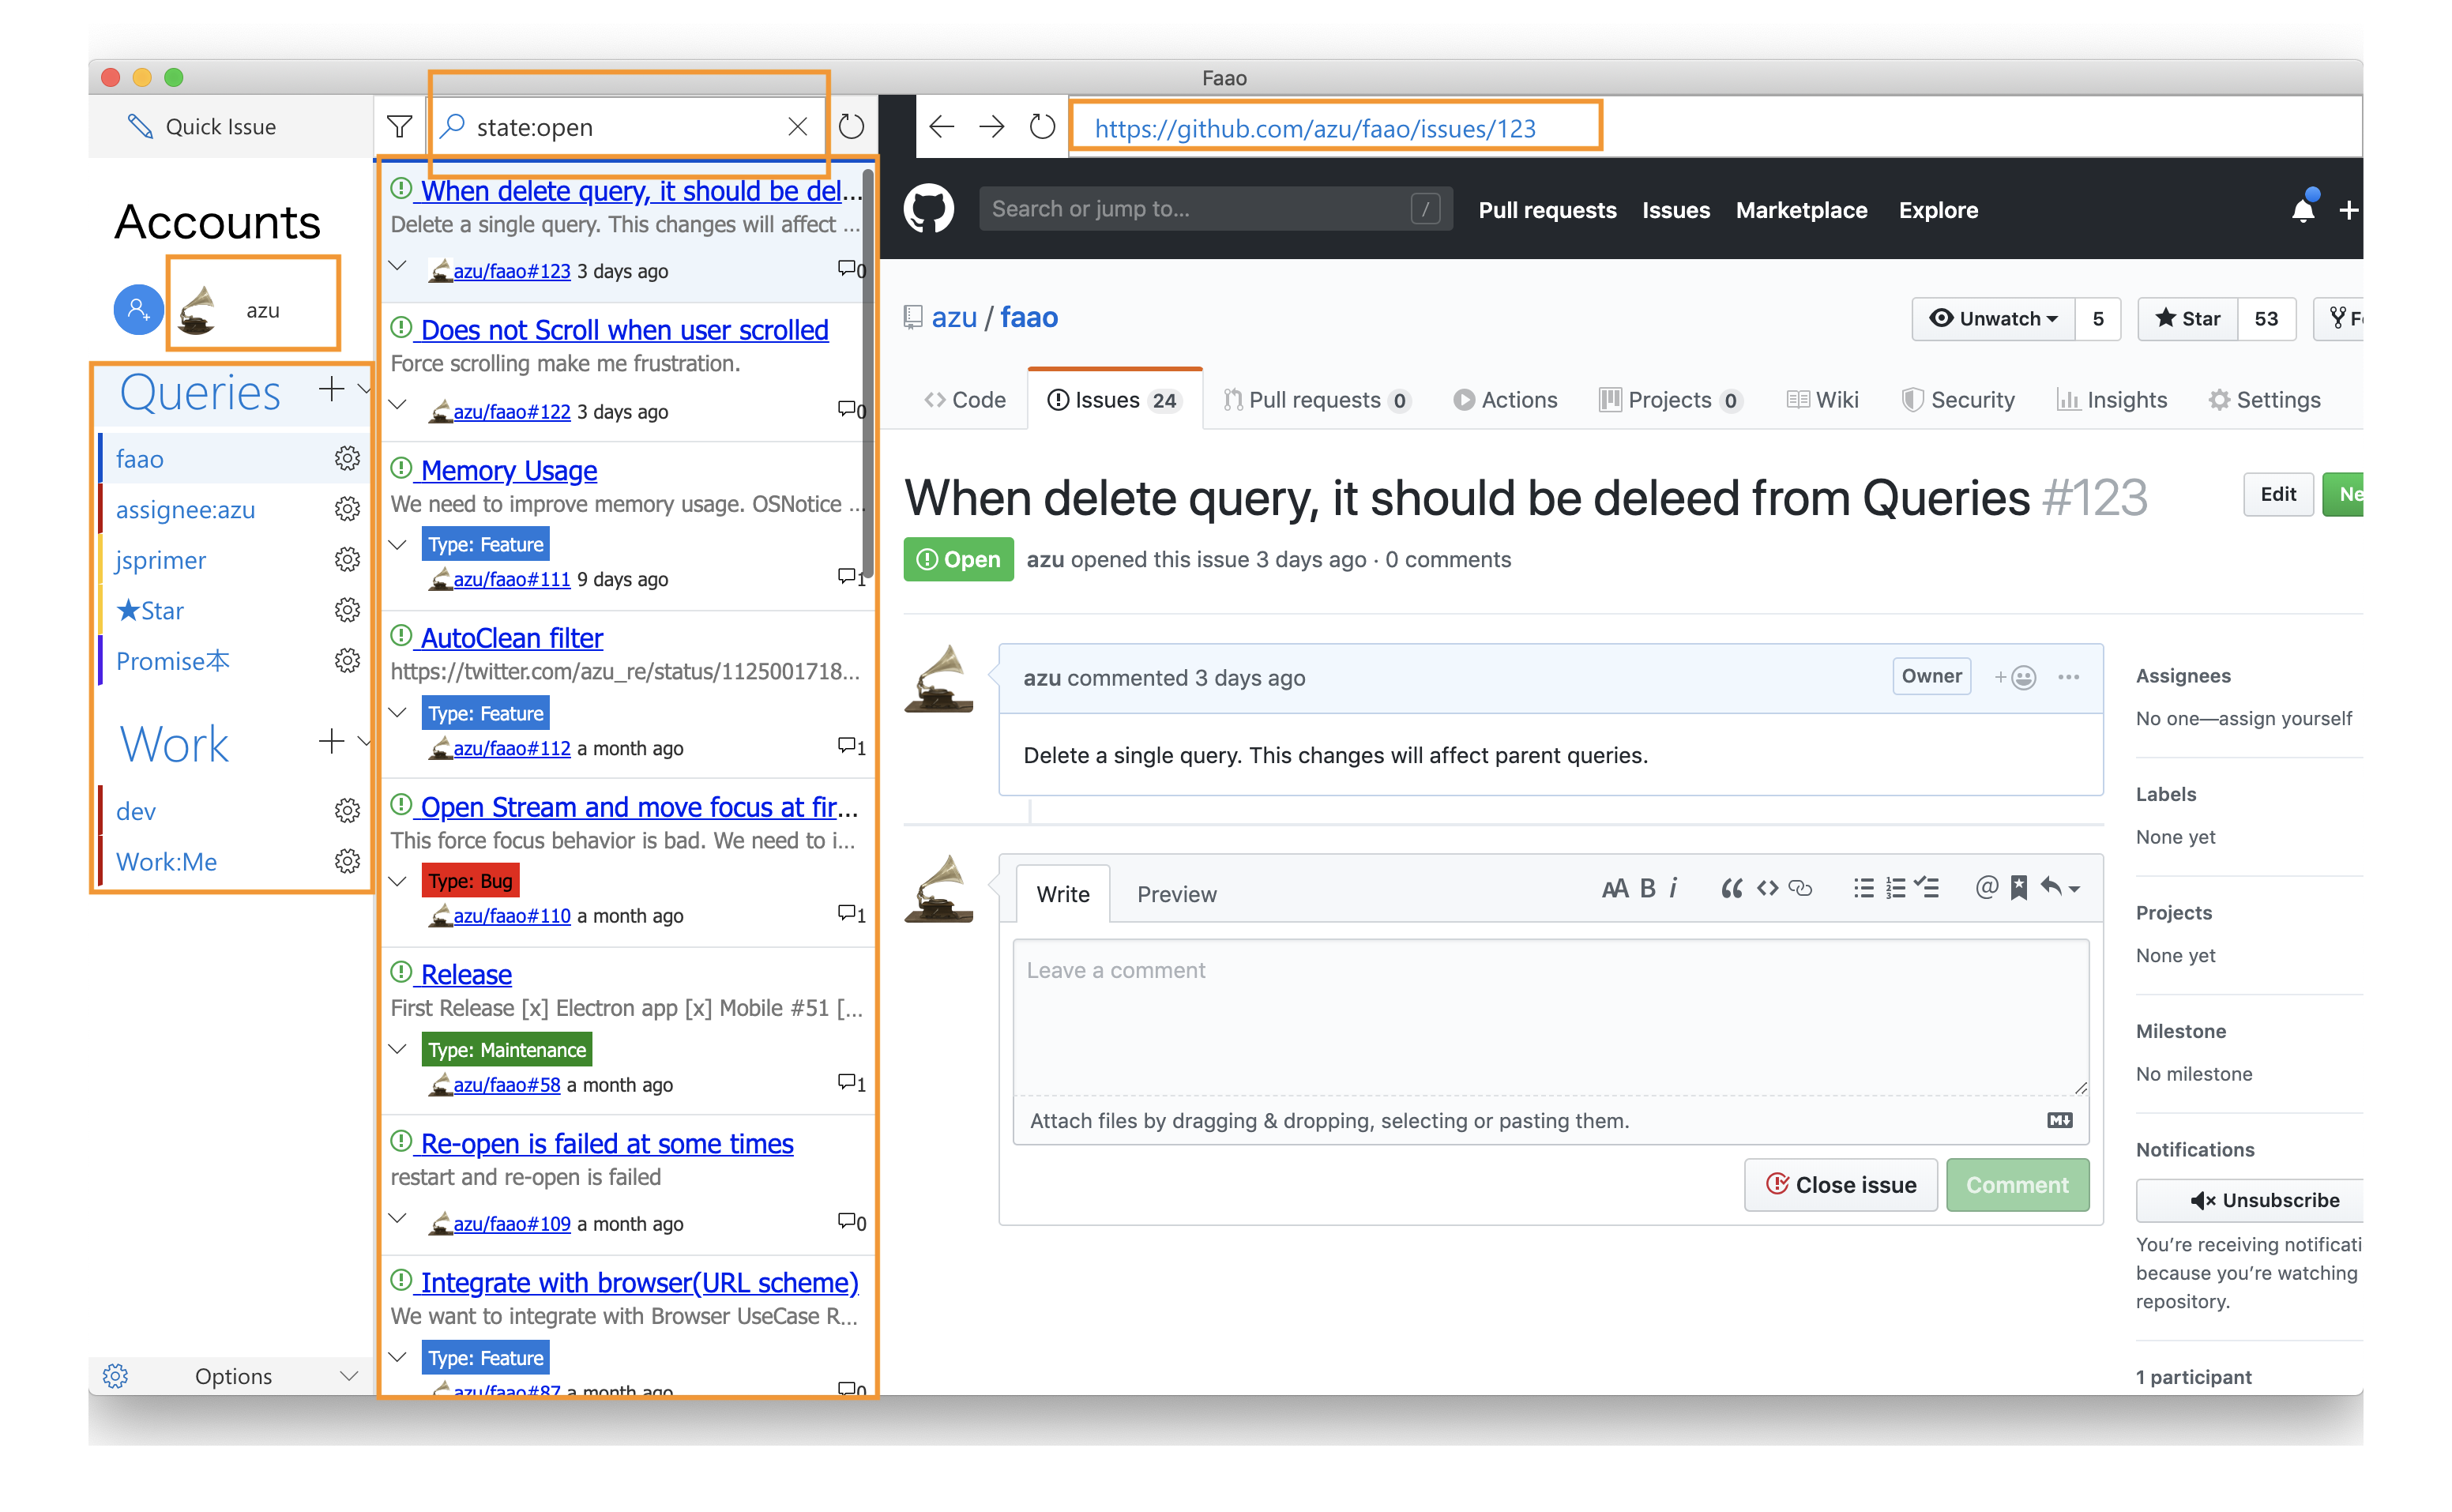 Faao
Quick Issue
state:open
https://github.com/azu/faao/issues/123
Accounts
azu
Queries
faao
assignee:azu
jsprimer
★Star
Promise本
Work
dev
Work:Me
Options
When delete query, it should be del...
Delete a single query. This changes will affect ...
azu/faao#123 3 days ago
0
Does not Scroll when user scrolled
Force scrolling make me frustration.
azu/faao#122 3 days ago
0
Memory Usage
We need to improve memory usage. OSNotice ...
Type: Feature
azu/faao#111 9 days ago
1
AutoClean filter
https://twitter.com/azu_re/status/1125001718...
Type: Feature
azu/faao#112 a month ago
1
Open Stream and move focus at fir...
This force focus behavior is bad. We need to i...
Type: Bug
azu/faao#110 a month ago
1
Release
First Release [x] Electron app [x] Mobile #51 [...
Type: Maintenance
azu/faao#58 a month ago
1
Re-open is failed at some times
restart and re-open is failed
azu/faao#109 a month ago
0
Integrate with browser(URL scheme)
We want to integrate with Browser UseCase R...
Type: Feature
azu/faao#87 a month ago
0
Search or jump to... /
Pull requests Issues Marketplace Explore
azu / faao
Unwatch 5 Star 53 Fo
Code Issues 24 Pull requests 0 Actions Projects 0 Wiki Security Insights Settings
When delete query, it should be deleed from Queries #123
Edit Ne
Open azu opened this issue 3 days ago · 0 comments
azu commented 3 days ago Owner
Delete a single query. This changes will affect parent queries.
Write Preview
AA B i
@
Leave a comment
Attach files by dragging & dropping, selecting or pasting them.
Close issue Comment
Assignees
No one—assign yourself
Labels
None yet
Projects
None yet
Milestone
No milestone
Notifications
Unsubscribe
You’re receiving notificati
because you’re watching
repository.
1 participant